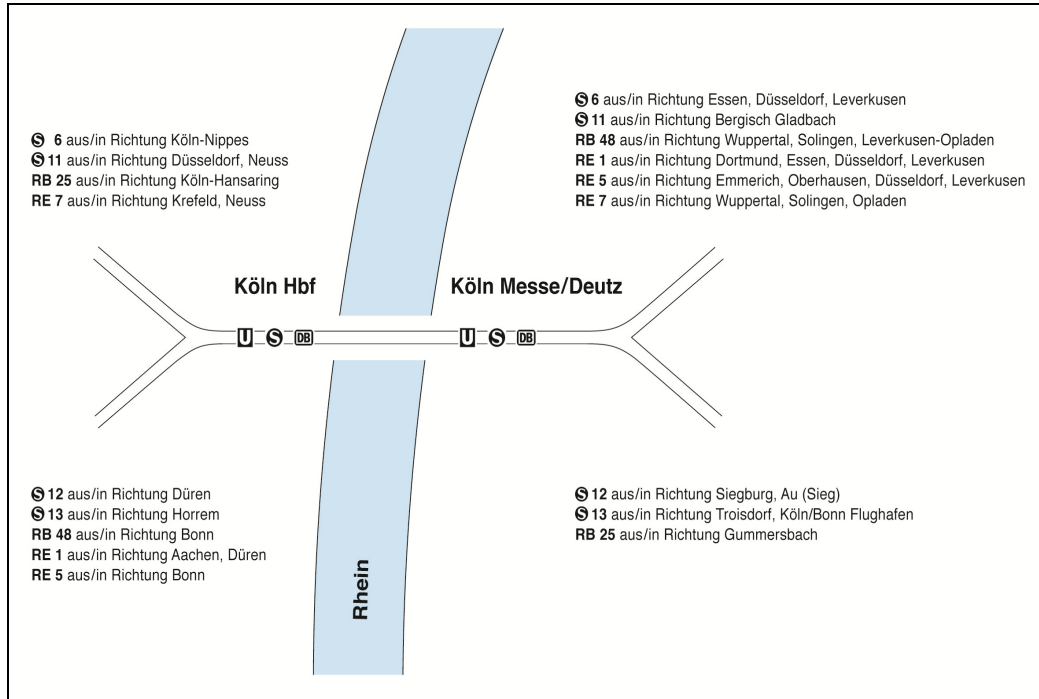 S 6 aus/in Richtung Köln-Nippes
S 11 aus/in Richtung Düsseldorf, Neuss
RB 25 aus/in Richtung Köln-Hansaring
RE 7 aus/in Richtung Krefeld, Neuss
S 6 aus/in Richtung Essen, Düsseldorf, Leverkusen
S 11 aus/in Richtung Bergisch Gladbach
RB 48 aus/in Richtung Wuppertal, Solingen, Leverkusen-Opladen
RE 1 aus/in Richtung Dortmund, Essen, Düsseldorf, Leverkusen
RE 5 aus/in Richtung Emmerich, Oberhausen, Düsseldorf, Leverkusen
RE 7 aus/in Richtung Wuppertal, Solingen, Opladen
Köln Hbf
Köln Messe/Deutz
U S DB
U S DB
S 12 aus/in Richtung Düren
S 13 aus/in Richtung Horrem
RB 48 aus/in Richtung Bonn
RE 1 aus/in Richtung Aachen, Düren
RE 5 aus/in Richtung Bonn
Rhein
S 12 aus/in Richtung Siegburg, Au (Sieg)
S 13 aus/in Richtung Troisdorf, Köln/Bonn Flughafen
RB 25 aus/in Richtung Gummersbach